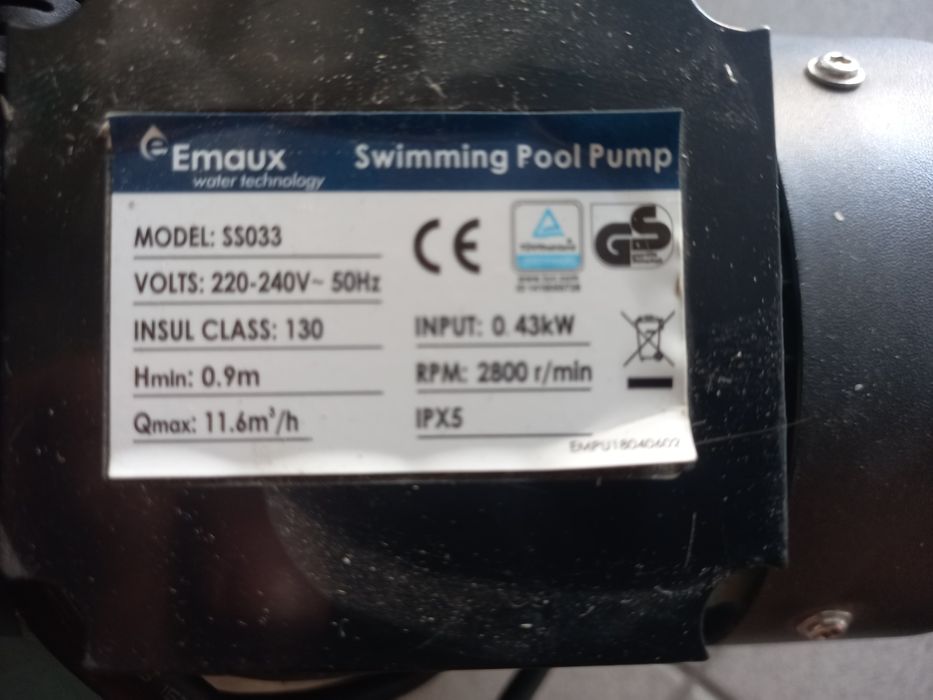 Emaux
water technology
Swimming Pool Pump
MODEL: SS033
VOLTS: 220-240V~ 50Hz
INSUL CLASS: 130
INPUT: 0.43kW
Hmin: 0.9m
RPM: 2800 r/min
Qmax: 11.6m³/h
IPX5
CE
GS
EMPU18040602